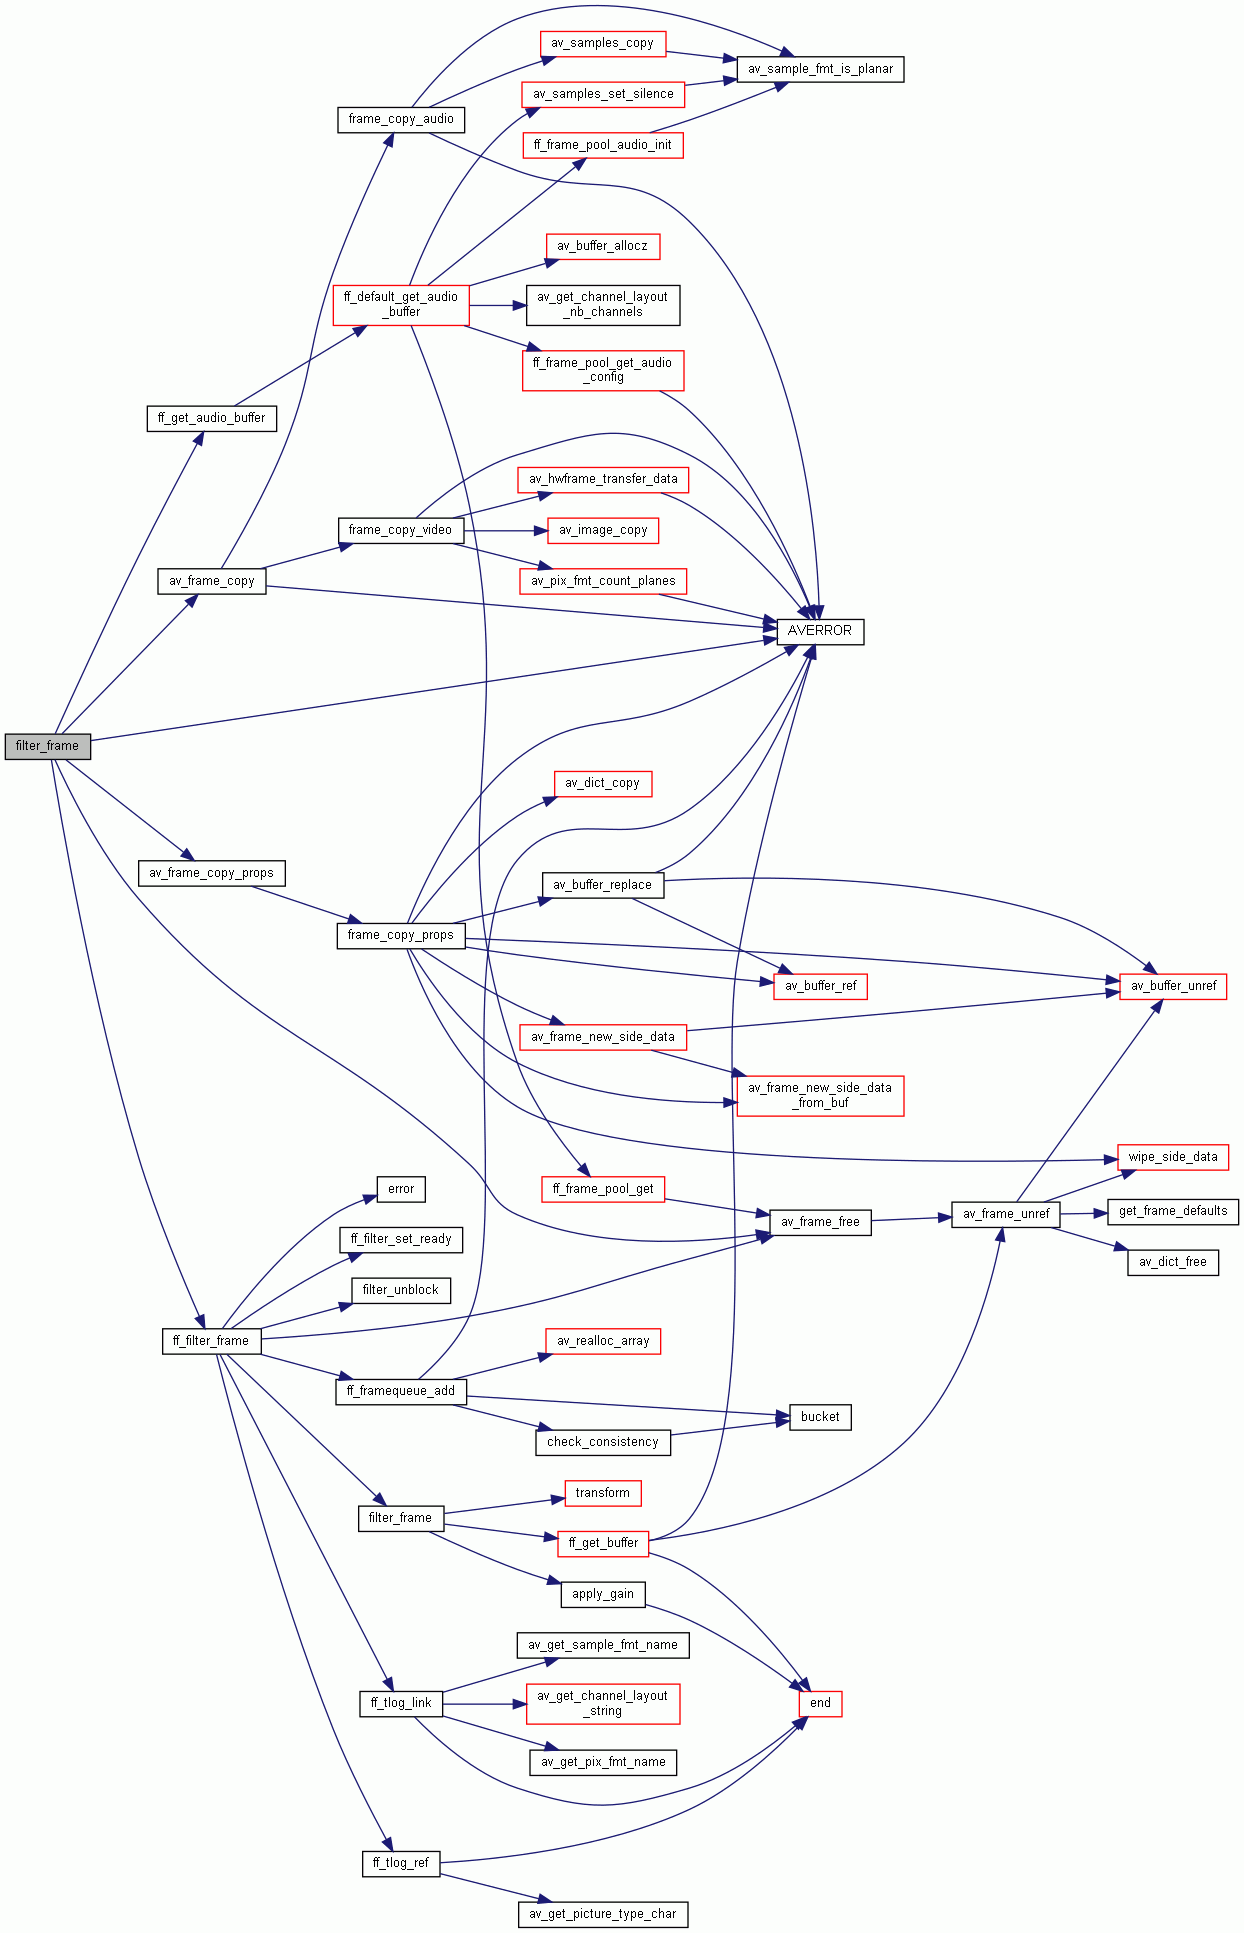 av_samples_copy
av_sample_fmt_is_planar
av_samples_set_silence
frame_copy_audio
ff_frame_pool_audio_init
av_buffer_allocz
ff_default_get_audio
_buffer
av_get_channel_layout
_nb_channels
ff_frame_pool_get_audio
_config
ff_get_audio_buffer
av_hwframe_transfer_data
frame_copy_video
av_image_copy
av_frame_copy
av_pix_fmt_count_planes
AVERROR
filter_frame
av_dict_copy
av_frame_copy_props
av_buffer_replace
frame_copy_props
av_buffer_ref
av_buffer_unref
av_frame_new_side_data
av_frame_new_side_data
_from_buf
wipe_side_data
error
ff_frame_pool_get
av_frame_free
av_frame_unref
get_frame_defaults
ff_filter_set_ready
av_dict_free
filter_unblock
ff_filter_frame
av_realloc_array
ff_framequeue_add
bucket
check_consistency
transform
filter_frame
ff_get_buffer
apply_gain
av_get_sample_fmt_name
ff_tlog_link
av_get_channel_layout
_string
end
av_get_pix_fmt_name
ff_tlog_ref
av_get_picture_type_char